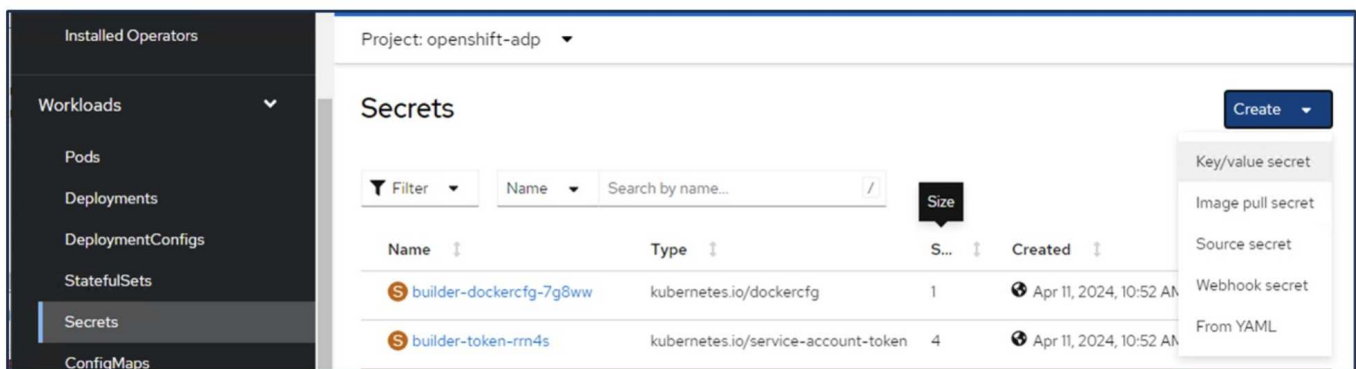 Installed Operators
Workloads
Pods
Deployments
DeploymentConfigs
StatefulSets
Secrets
ConfigMaps
Project: openshift-adp
Secrets
Create
Key/value secret
Image pull secret
Source secret
Webhook secret
From YAML
Filter Name Search by name... /
Size
Name Type S... Created
S builder-dockercfg-7g8ww kubernetes.io/dockercfg 1 Apr 11, 2024, 10:52 AM
S builder-token-rrn4s kubernetes.io/service-account-token 4 Apr 11, 2024, 10:52 AM